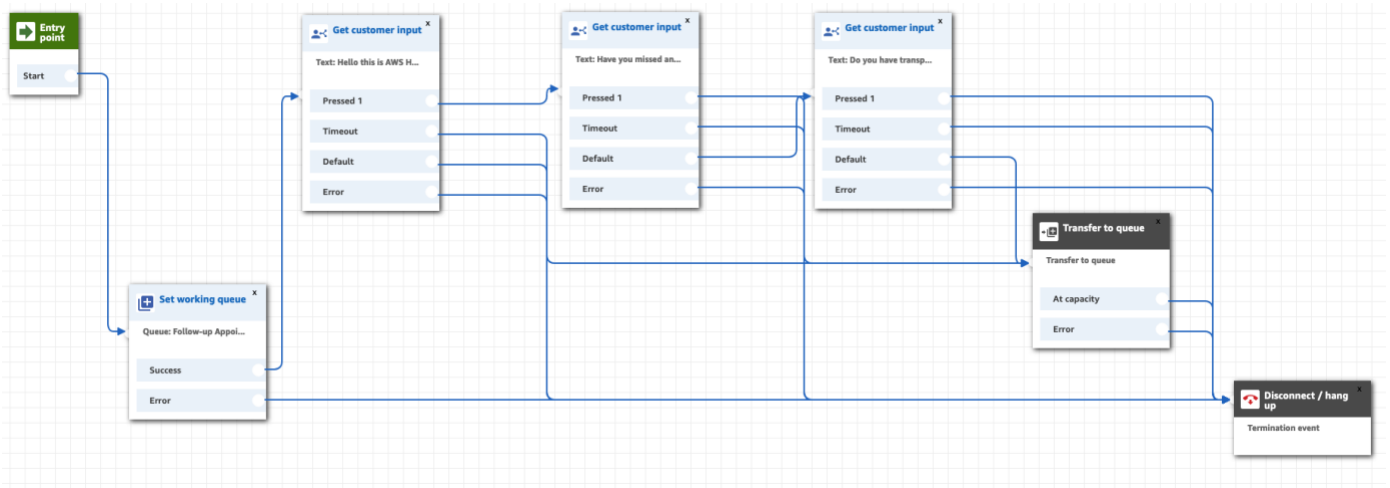 Entry
point
Start
Get customer input
x
Text: Hello this is AWS H...
Pressed 1
Timeout
Default
Error
Get customer input
x
Text: Have you missed an...
Pressed 1
Timeout
Default
Error
Get customer input
x
Text: Do you have transp...
Pressed 1
Timeout
Default
Error
Transfer to queue
x
Transfer to queue
At capacity
Error
Set working queue
x
Queue: Follow-up Appoi...
Success
Error
Disconnect / hang
up
x
Termination event